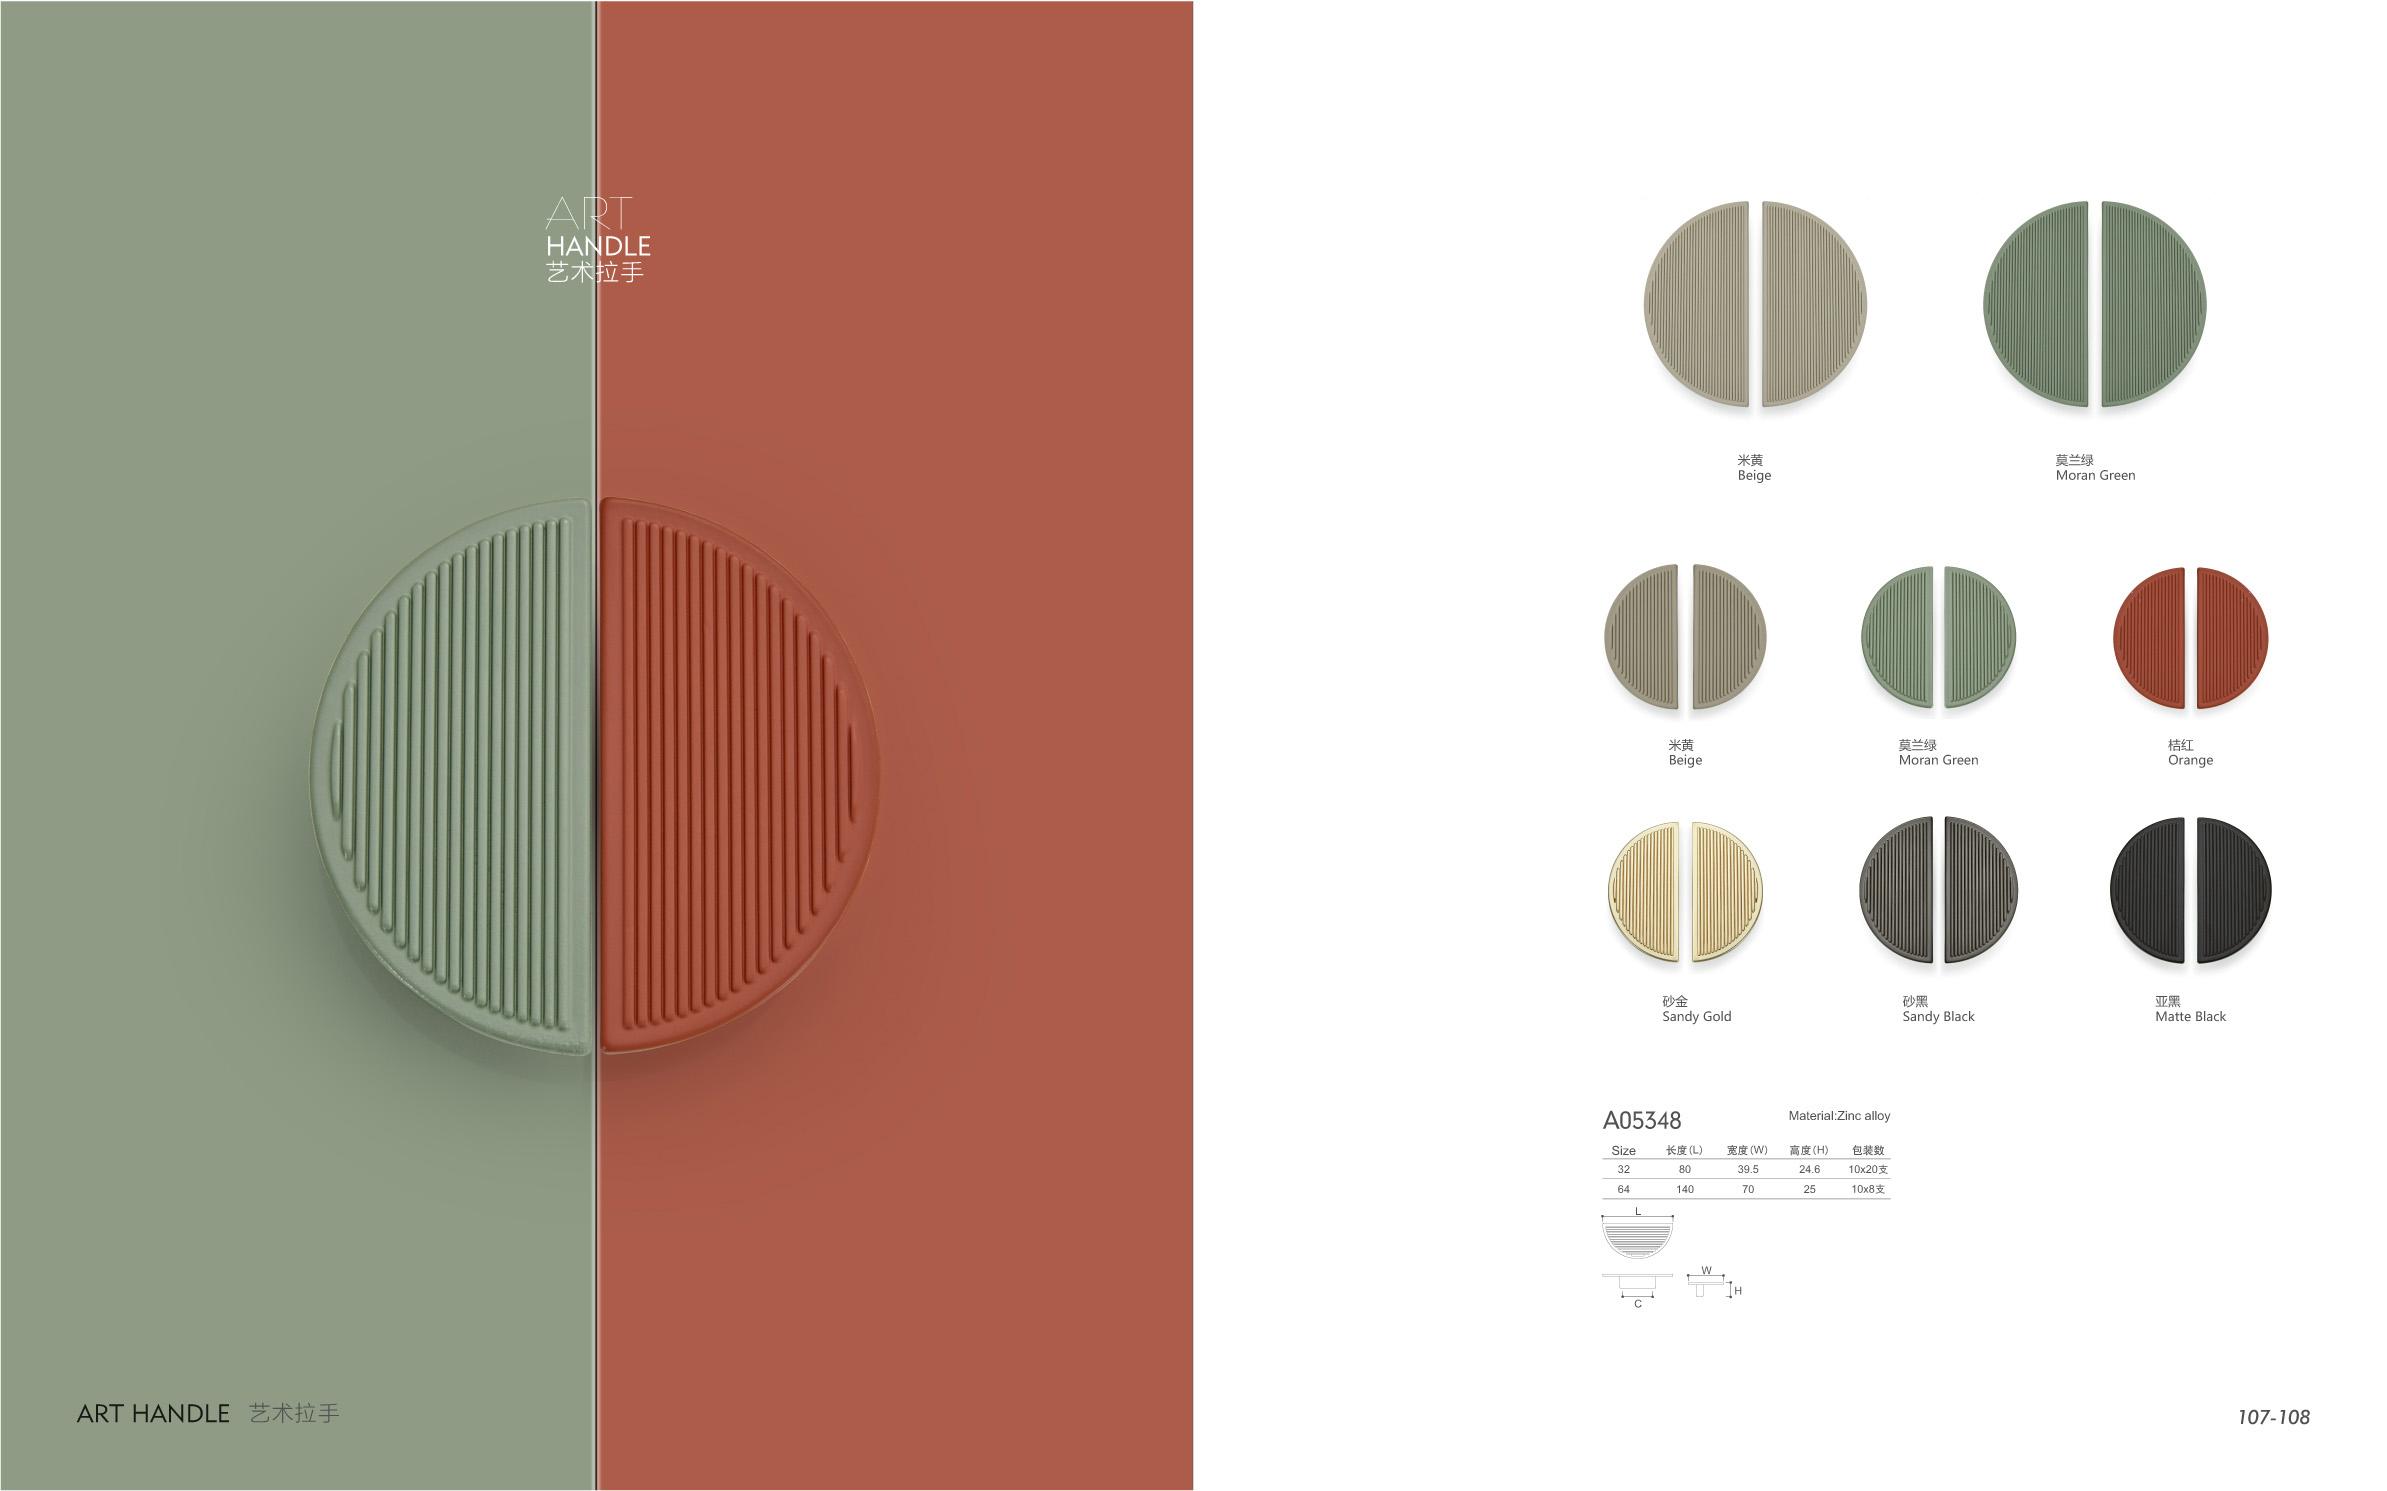 ART
HANDLE
艺术拉手
ART HANDLE 艺术拉手
米黄
Beige
莫兰绿
Moran Green
米黄
Beige
莫兰绿
Moran Green
桔红
Orange
砂金
Sandy Gold
砂黑
Sandy Black
亚黑
Matte Black
A05348 Material:Zinc alloy
Size 长度(L) 宽度(W) 高度(H) 包装数
32 80 39.5 24.6 10x20支
64 140 70 25 10x8支
L
W
H
C
107-108